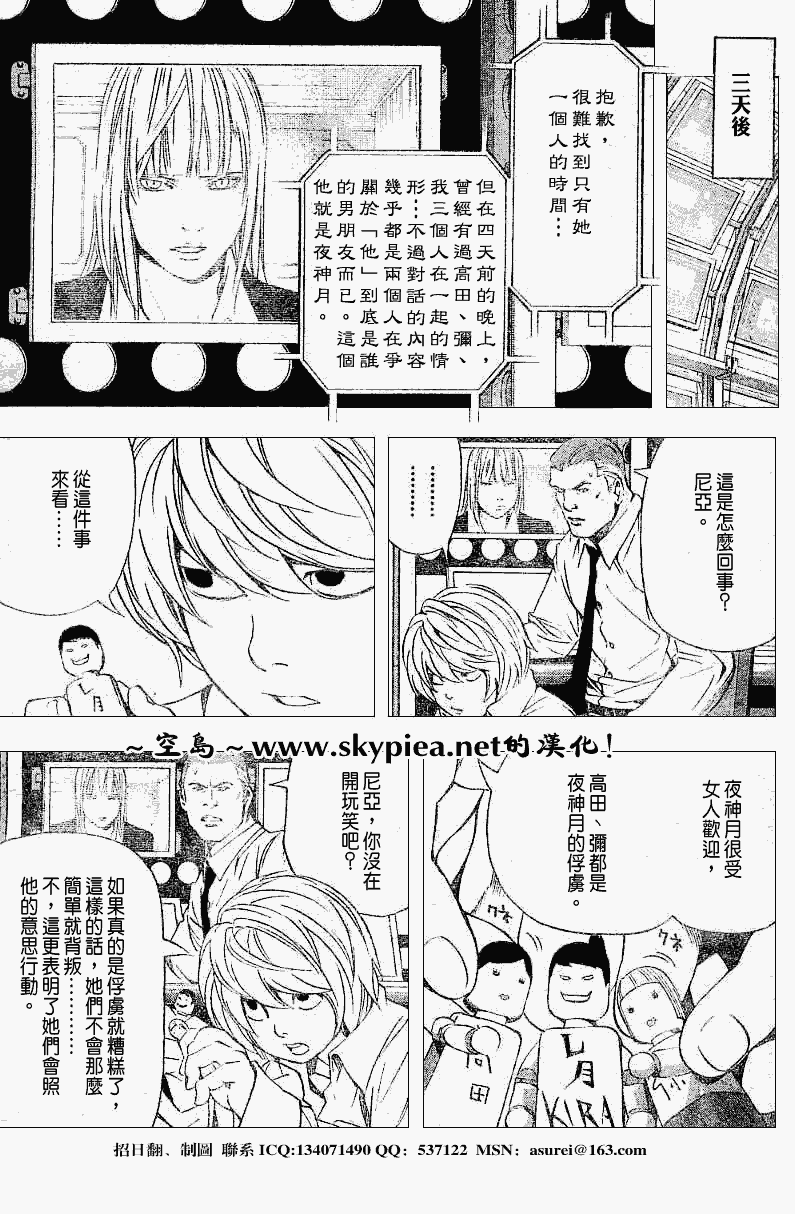 三天後
抱歉，
很難找到只有她
一個人的時間…
但在四天前的晚上，
曾經有過高田、彌、
我三個人在一起的情
形…不過對話的內容
幾乎都是兩個人在爭
關於「他」到底是誰
的男朋友而已。這個
他就是夜神月。
這是怎麼回事？
尼亞。
………
………
從這件事
來看……
~空島~www.skypiea.net的漢化!
夜神月很受
女人歡迎，
高田、彌都是
夜神月的俘虜。
高田
L
月
KIRA
尼亞，你沒在
開玩笑吧？
如果真的是俘虜就糟糕了，
這樣的話，她們不會那麼
簡單就背叛…………
不，這更表明了她們會照
他的意思行動。
招日翻、制圖 聯系ICQ:134071490 QQ：537122 MSN：asurei@163.com